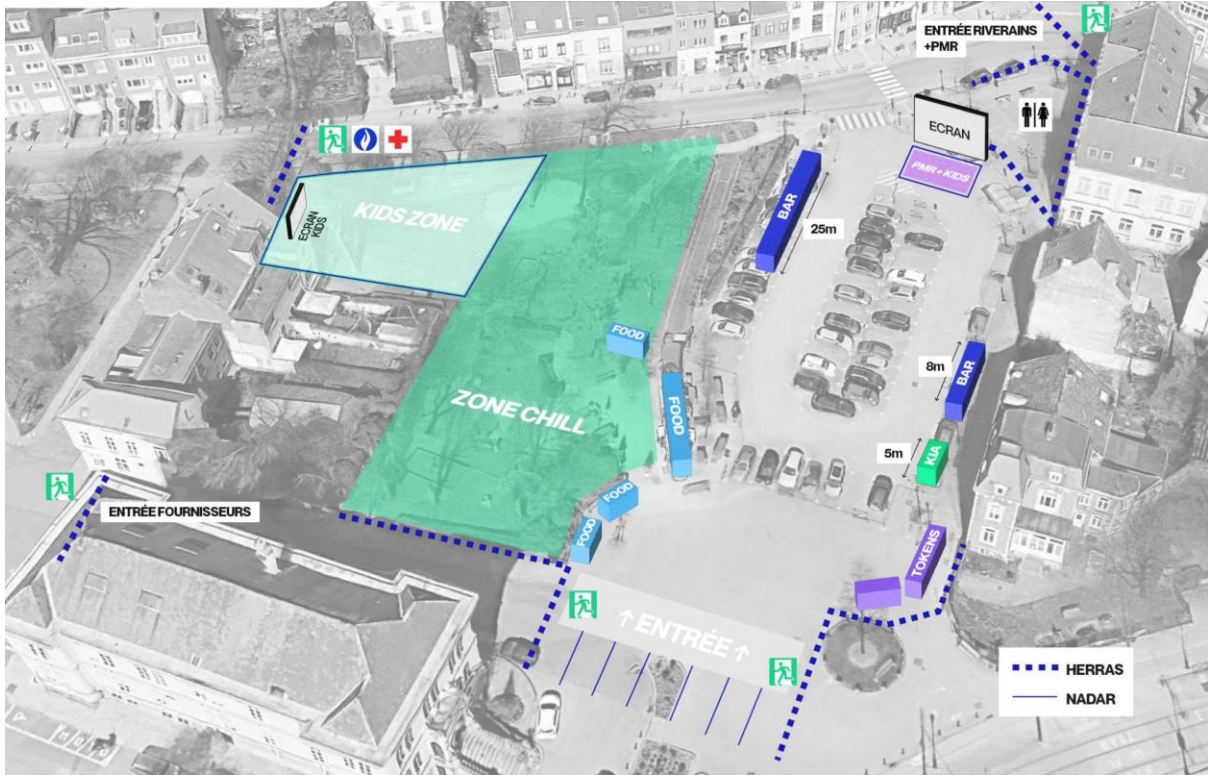 ENTRÉE RIVERAINS
+PMR
ECRAN
PMR + KIDS
BAR
25m
KIDS ZONE
ECRAN
KIDS
FOOD
8m
BAR
ZONE CHILL
FOOD
5m
KIA
ENTRÉE FOURNISSEURS
FOOD
FOOD
TOKENS
↑ ENTRÉE ↑
HERRAS
NADAR
MOTO